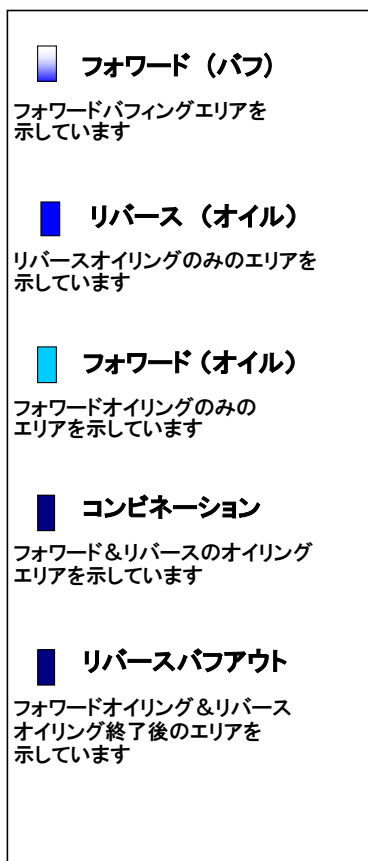 フォワード (バフ)
フォワードバフィングエリアを
示しています
リバース (オイル)
リバースオイリングのみのエリアを
示しています
フォワード(オイル)
フォワードオイリングのみの
エリアを示しています
コンビネーション
フォワード&リバースのオイリング
エリアを示しています
リバースバフアウト
フォワードオイリング&リバース
オイリング終了後のエリアを
示しています